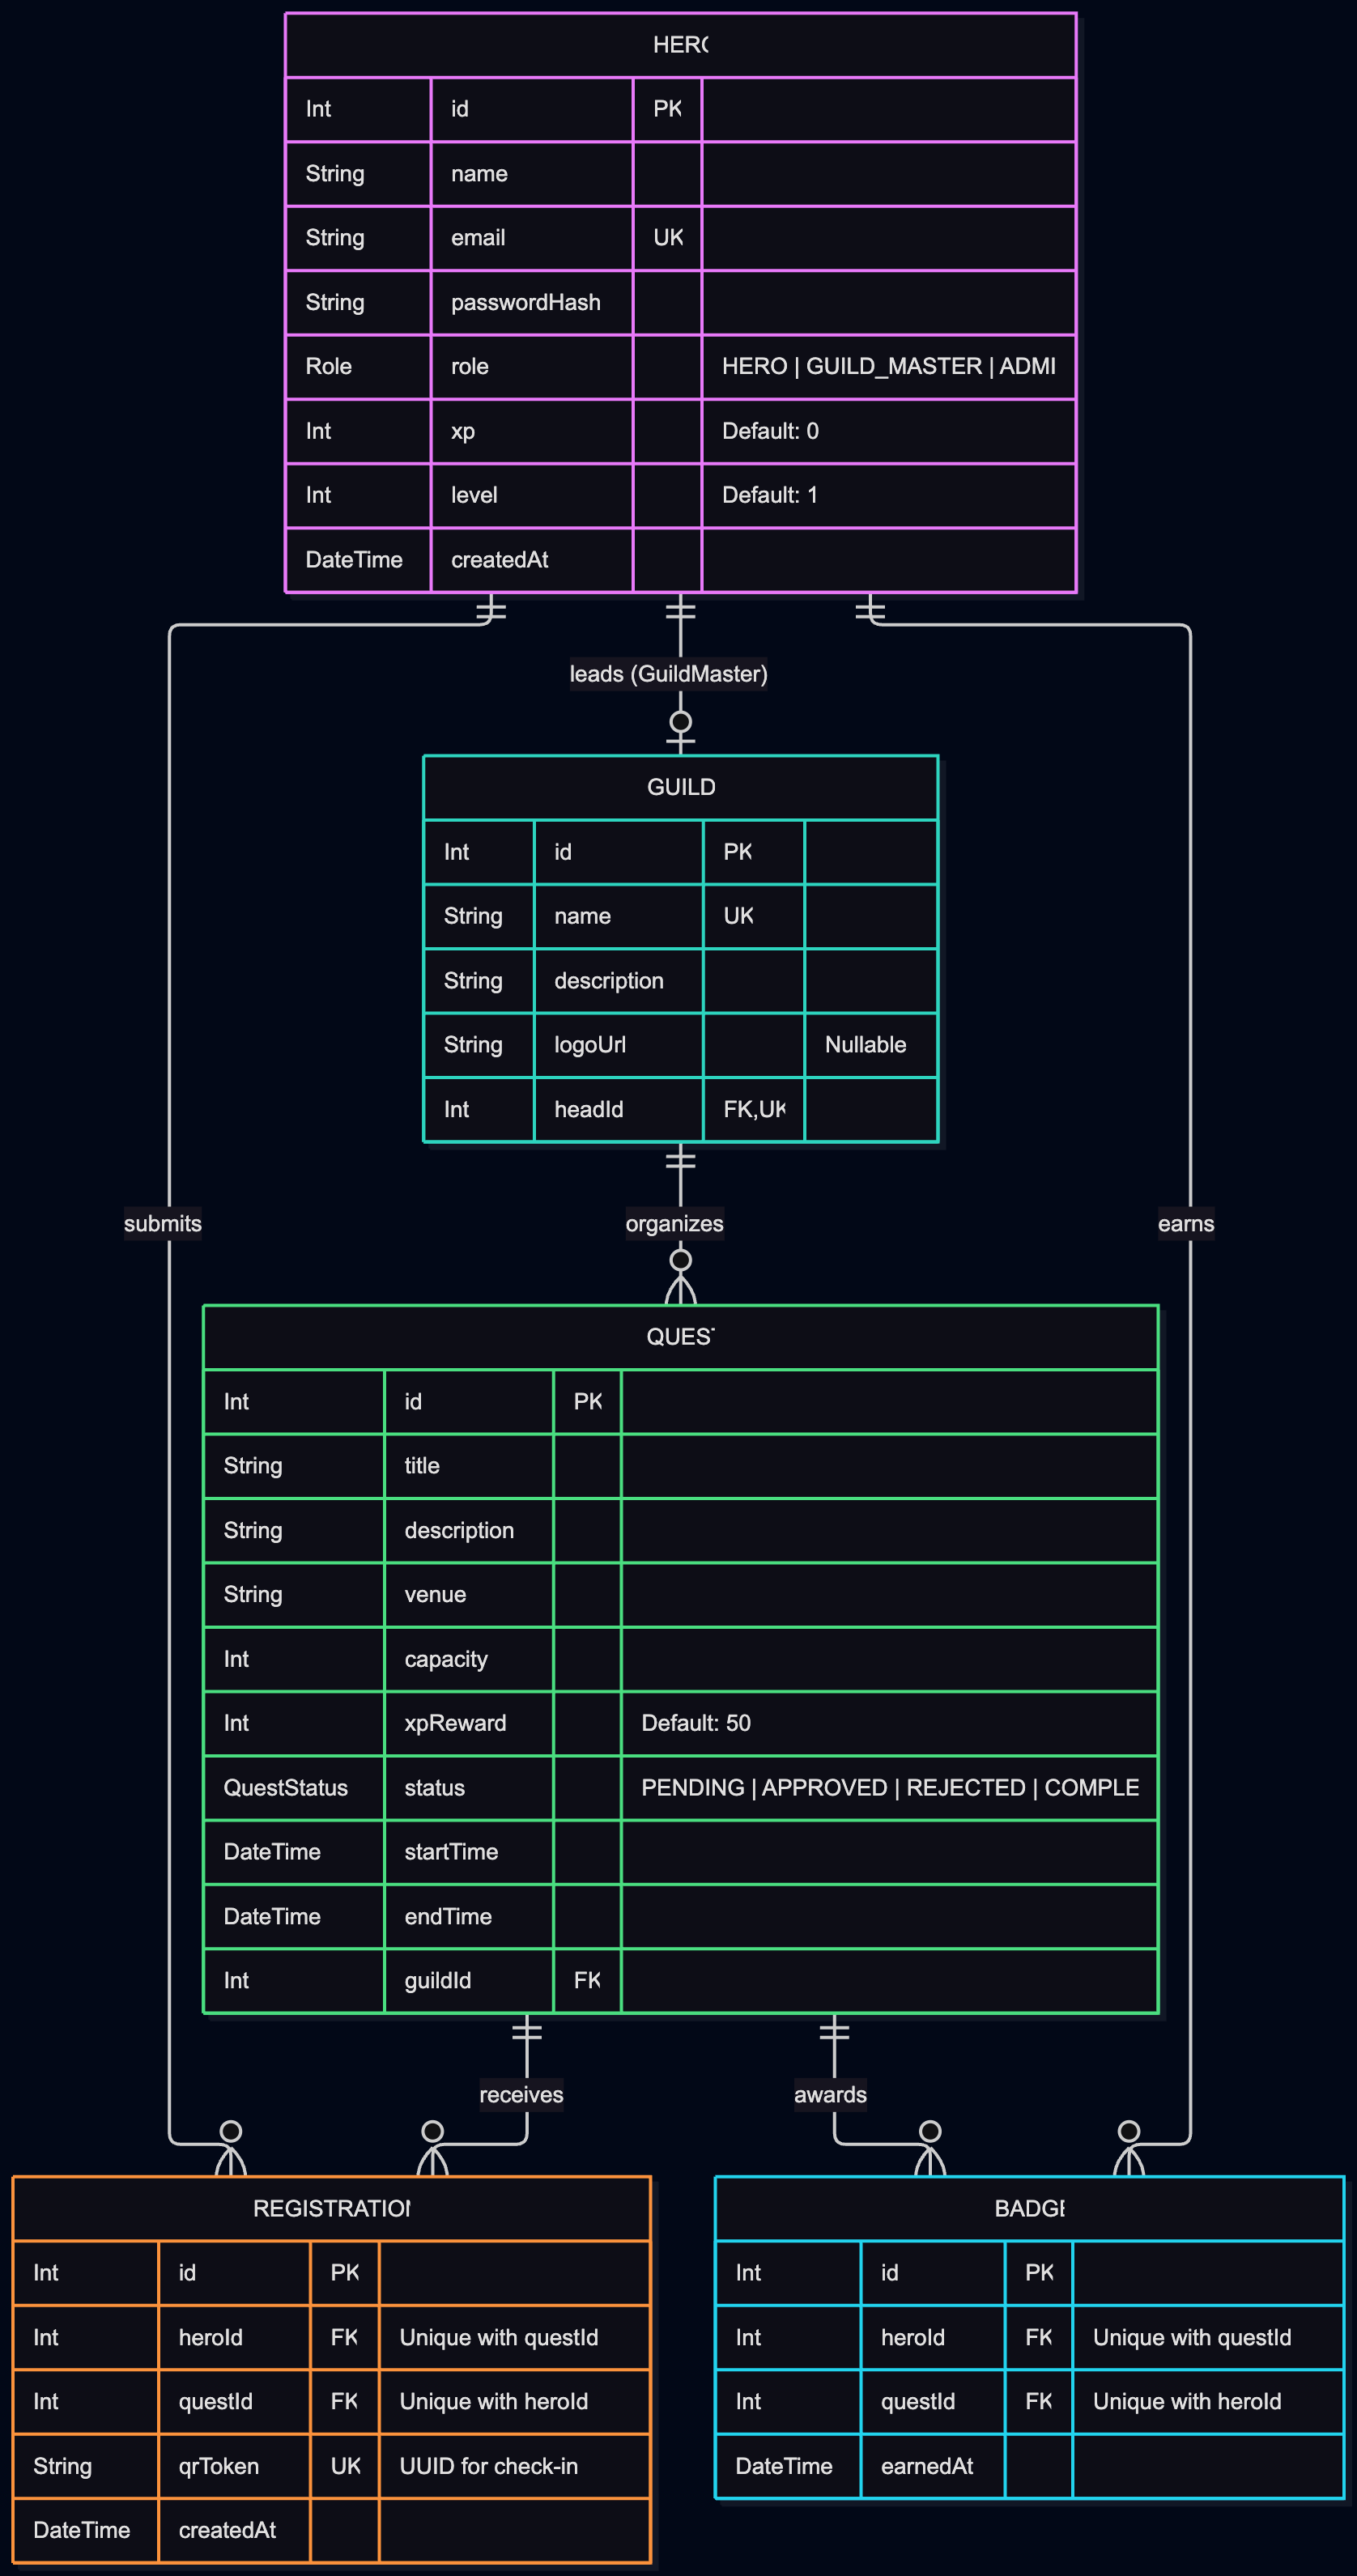 HERO
Int id PK
String name
String email UK
String passwordHash
Role role HERO | GUILD_MASTER | ADMI
Int xp Default: 0
Int level Default: 1
DateTime createdAt
leads (GuildMaster)
GUILD
Int id PK
String name UK
String description
String logoUrl Nullable
Int headId FK,UK
submits
organizes
earns
QUEST
Int id PK
String title
String description
String venue
Int capacity
Int xpReward Default: 50
QuestStatus status PENDING | APPROVED | REJECTED | COMPLE
DateTime startTime
DateTime endTime
Int guildId FK
receives
awards
REGISTRATION
Int id PK
Int heroId FK Unique with questId
Int questId FK Unique with heroId
String qrToken UK UUID for check-in
DateTime createdAt
BADGE
Int id PK
Int heroId FK Unique with questId
Int questId FK Unique with heroId
DateTime earnedAt